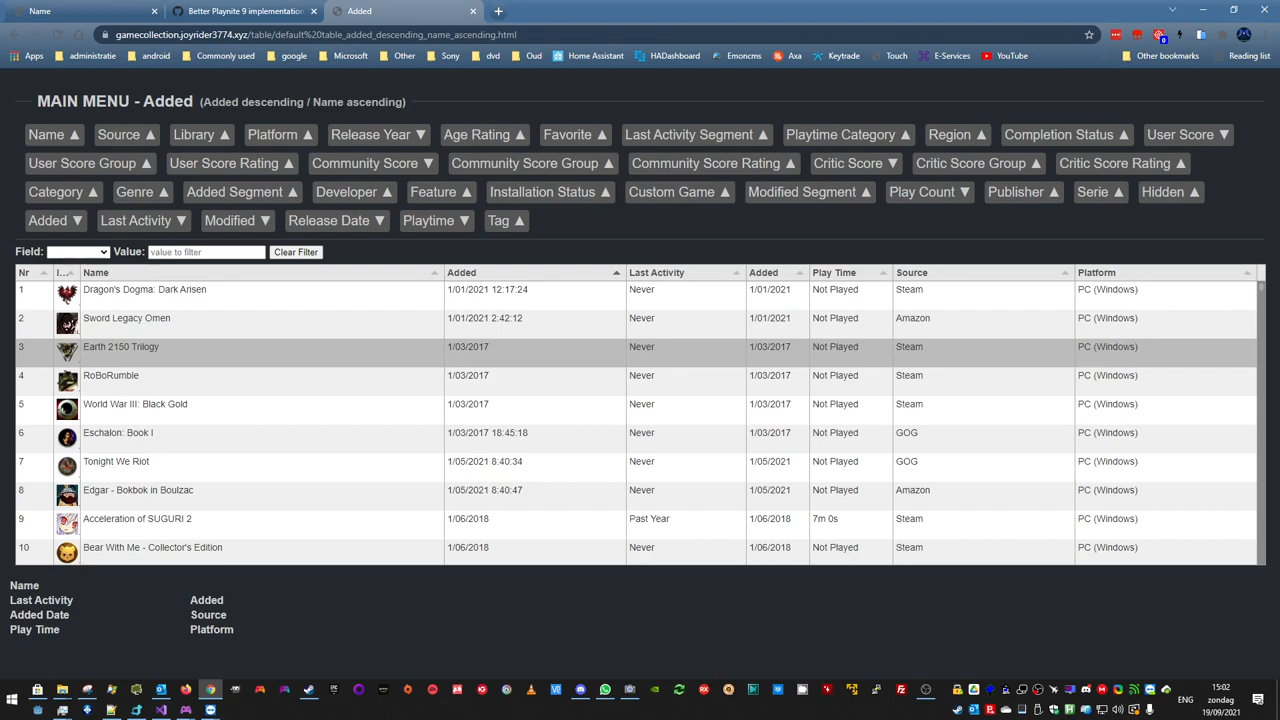 Name
Better Playnite 9 implementation
Added
gamecollection.joyrider3774.xyz/table/default%20table_added_descending_name_ascending.html
Apps administratie android Commonly used google Microsoft Other Sony dvd Oud Home Assistant HADashboard Emoncms Axa Keytrade Touch E-Services YouTube Other bookmarks Reading list
MAIN MENU - Added (Added descending / Name ascending)
Name ▲ Source ▲ Library ▲ Platform ▲ Release Year ▼ Age Rating ▲ Favorite ▲ Last Activity Segment ▲ Playtime Category ▲ Region ▲ Completion Status ▲ User Score ▼
User Score Group ▲ User Score Rating ▲ Community Score ▼ Community Score Group ▲ Community Score Rating ▲ Critic Score ▼ Critic Score Group ▲ Critic Score Rating ▲
Category ▲ Genre ▲ Added Segment ▲ Developer ▲ Feature ▲ Installation Status ▲ Custom Game ▲ Modified Segment ▲ Play Count ▼ Publisher ▲ Serie ▲ Hidden ▲
Added ▼ Last Activity ▼ Modified ▼ Release Date ▼ Playtime ▼ Tag ▲
Field: Value: value to filter Clear Filter
Nr I... Name Added Last Activity Added Play Time Source Platform
1 Dragon's Dogma: Dark Arisen 1/01/2021 12:17:24 Never 1/01/2021 Not Played Steam PC (Windows)
2 Sword Legacy Omen 1/01/2021 2:42:12 Never 1/01/2021 Not Played Amazon PC (Windows)
3 Earth 2150 Trilogy 1/03/2017 Never 1/03/2017 Not Played Steam PC (Windows)
4 RoBoRumble 1/03/2017 Never 1/03/2017 Not Played Steam PC (Windows)
5 World War III: Black Gold 1/03/2017 Never 1/03/2017 Not Played Steam PC (Windows)
6 Eschalon: Book I 1/03/2017 18:45:18 Never 1/03/2017 Not Played GOG PC (Windows)
7 Tonight We Riot 1/05/2021 8:40:34 Never 1/05/2021 Not Played GOG PC (Windows)
8 Edgar - Bokbok in Boulzac 1/05/2021 8:40:47 Never 1/05/2021 Not Played Amazon PC (Windows)
9 Acceleration of SUGURI 2 1/06/2018 Past Year 1/06/2018 7m 0s Steam PC (Windows)
10 Bear With Me - Collector's Edition 1/06/2018 Never 1/06/2018 Not Played Steam PC (Windows)
Name
Last Activity Added
Added Date Source
Play Time Platform
ENG
15:02
zondag
19/09/2021